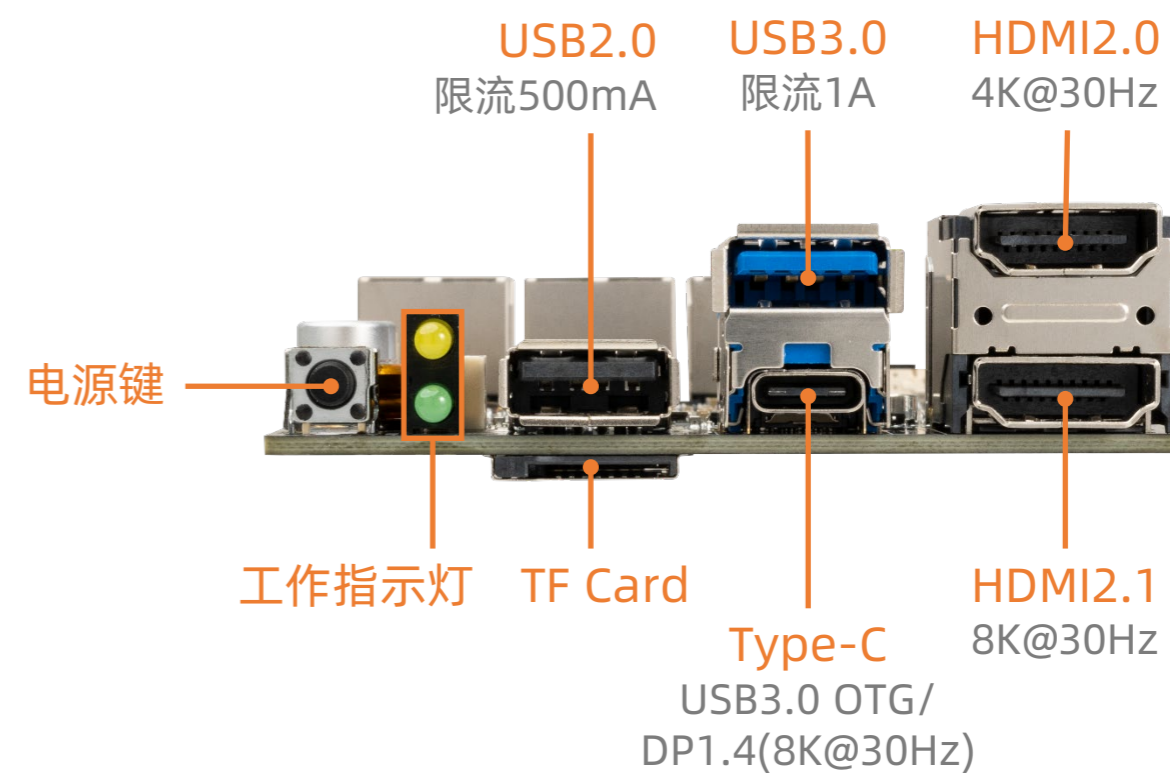 USB2.0
限流500mA
USB3.0
限流1A
HDMI2.0
4K@30Hz
电源键
工作指示灯
TF Card
Type-C
USB3.0 OTG/
DP1.4(8K@30Hz)
HDMI2.1
8K@30Hz